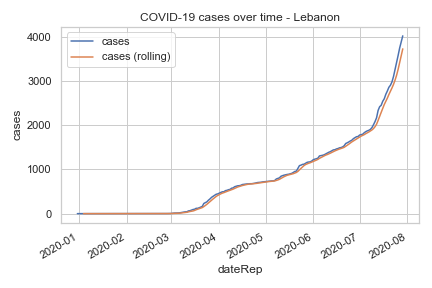 COVID-19 cases over time - Lebanon
cases
cases (rolling)
4000
3000
2000
1000
0
cases
2020-01
2020-02
2020-03
2020-04
2020-05
2020-06
2020-07
2020-08
dateRep